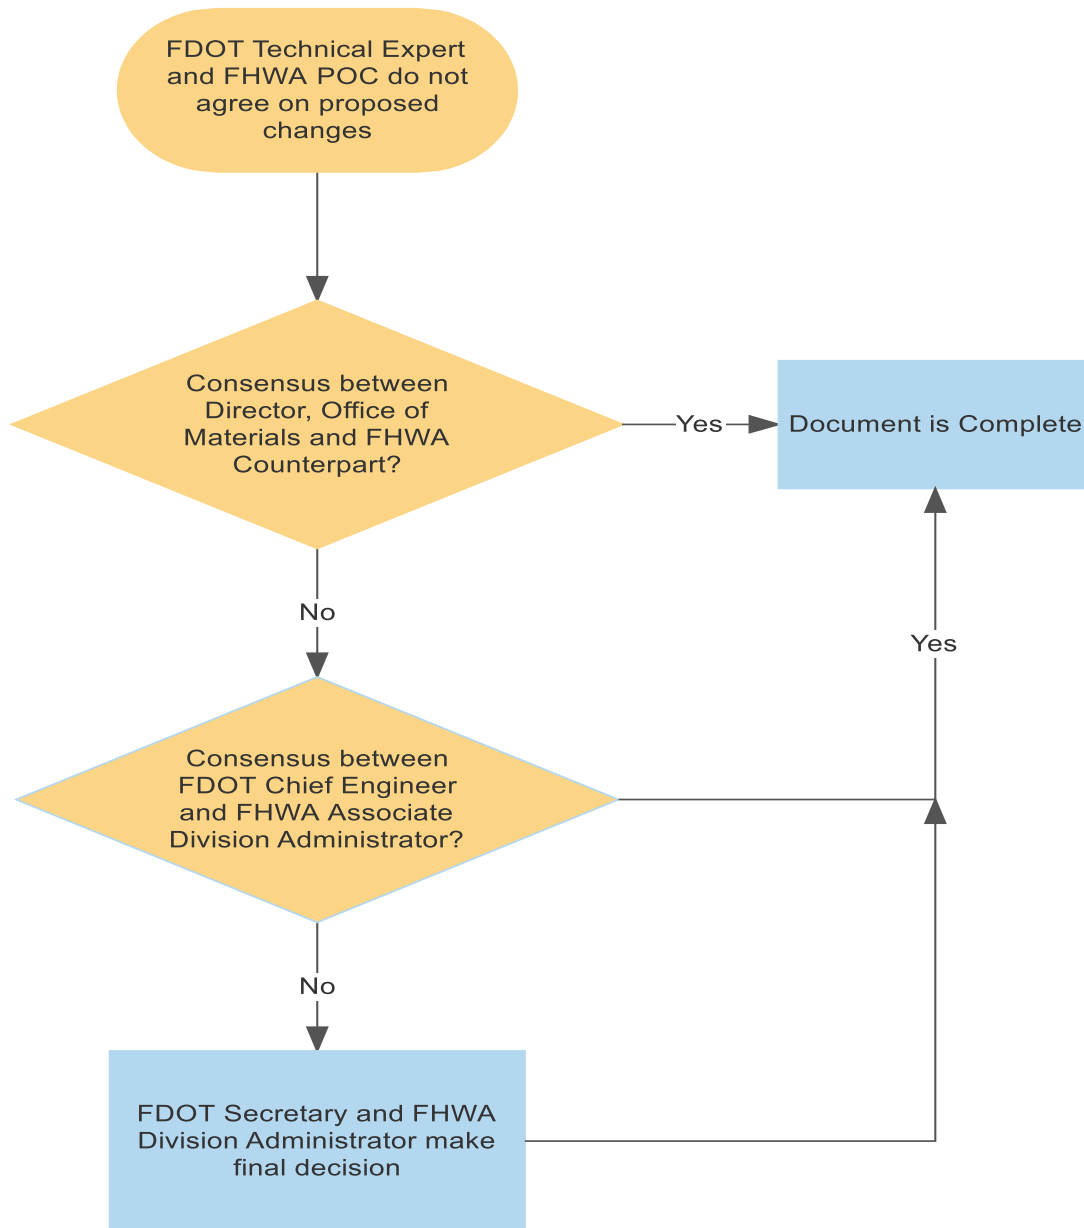 FDOT Technical Expert
and FHWA POC do not
agree on proposed
changes
Consensus between
Director, Office of
Materials and FHWA
Counterpart?
Yes
Document is Complete
No
Yes
Consensus between
FDOT Chief Engineer
and FHWA Associate
Division Administrator?
No
FDOT Secretary and FHWA
Division Administrator make
final decision